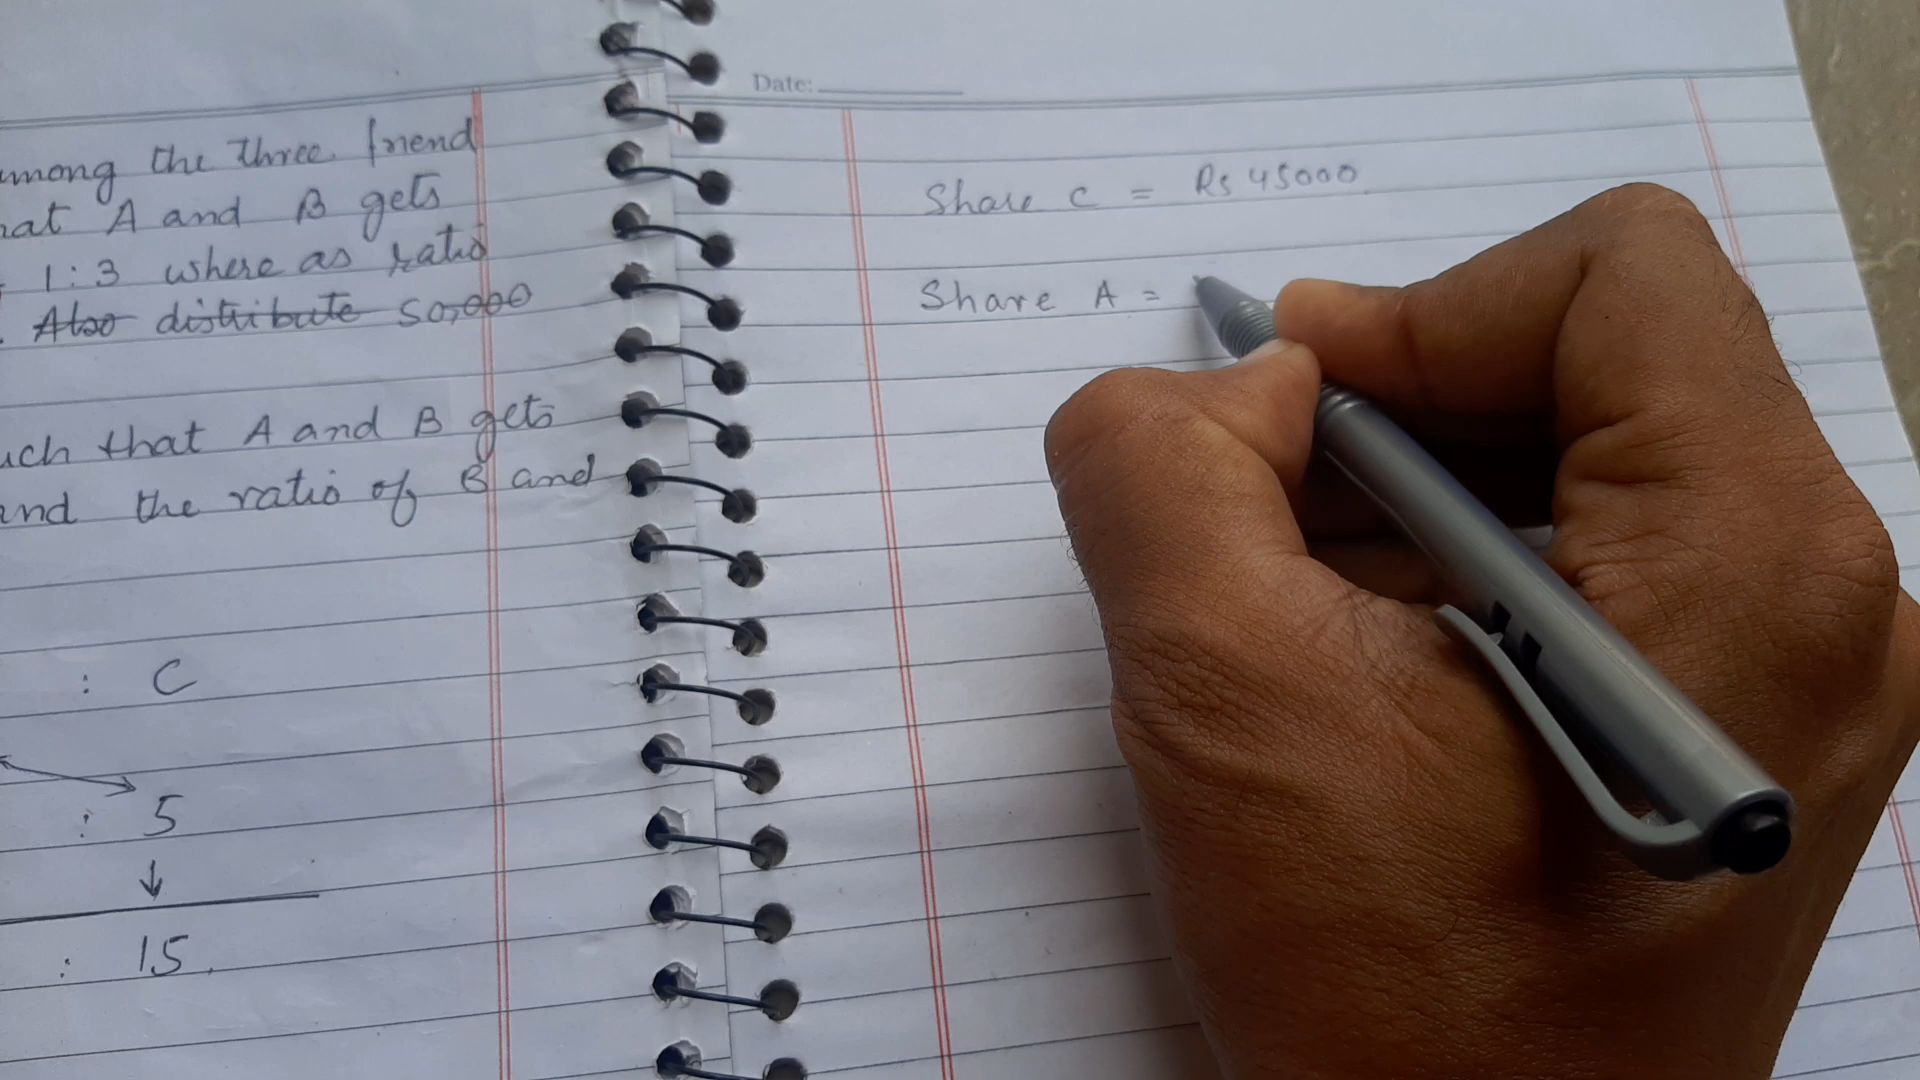 among the three friend
hat A and B gets
1:3 where as ratio
. Also distribute 50,000
uch that A and B gets
and the ratio of B and
: C
: 5
: 15.
Date:
Share C = Rs 45000
Share A =